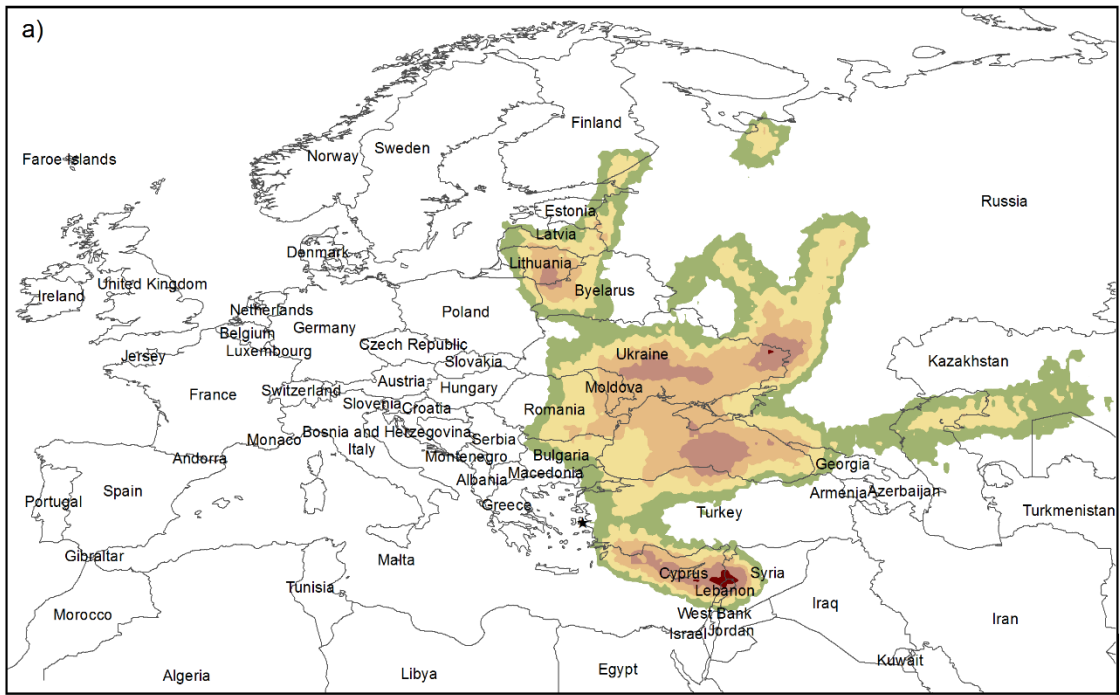 a)
Finland
Faroe Islands
Norway
Sweden
Russia
Estonia
Latvia
Denmark
Lithuania
Ireland
United Kingdom
Byelarus
Netherlands
Poland
Belgium
Germany
Luxembourg
Czech Republic
Jersey
Slovakia
Ukraine
Kazakhstan
France
Switzerland
Austria
Hungary
Moldova
Slovenia
Croatia
Romania
Monaco
Bosnia and Herzegovina
Serbia
Italy
Andorra
Montenegro
Bulgaria
Georgia
Macedonia
Albania
Portugal
Spain
Greece
Turkey
Armenia
Azerbaijan
Turkmenistan
Gibraltar
Malta
Tunisia
Cyprus
Syria
Lebanon
Morocco
West Bank
Iraq
Iran
Israel
Jordan
Algeria
Libya
Egypt
Kuwait